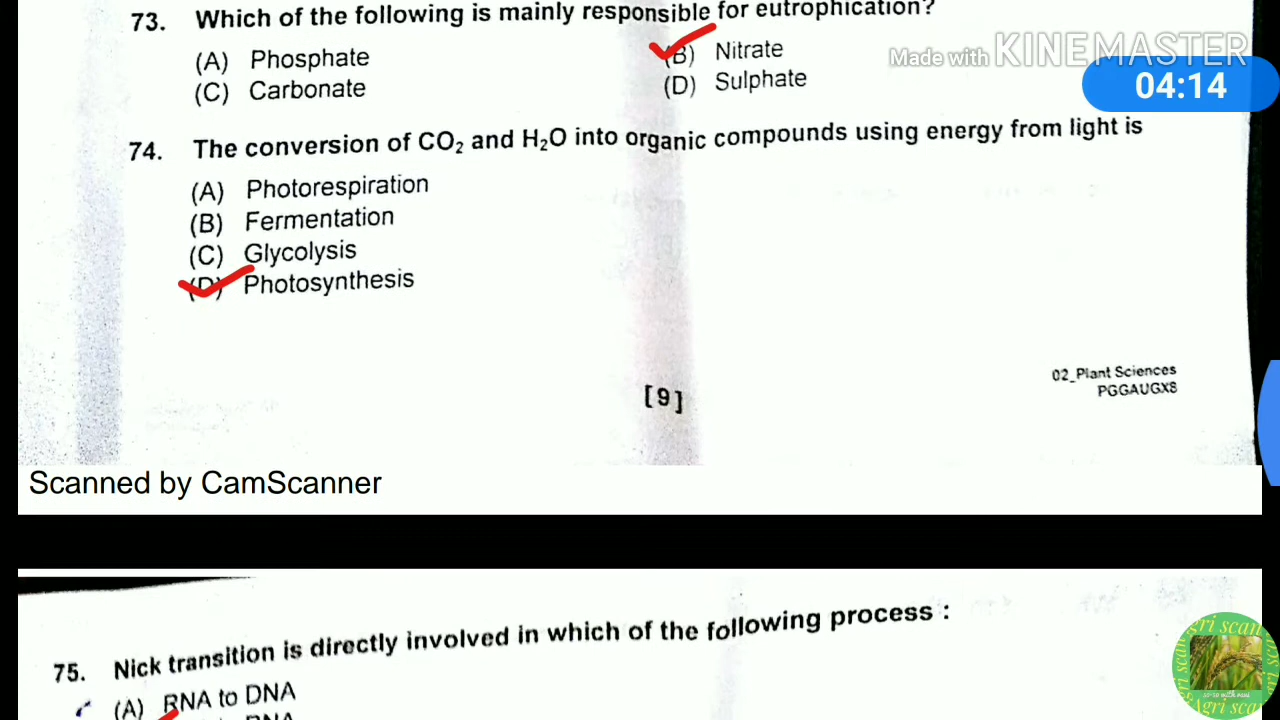 73. Which of the following is mainly responsible for eutrophication?
(A) Phosphate (B) Nitrate
(C) Carbonate (D) Sulphate
Made with KINEMASTER
04:14
74. The conversion of CO₂ and H₂O into organic compounds using energy from light is
(A) Photorespiration
(B) Fermentation
(C) Glycolysis
(D) Photosynthesis
02_Plant Sciences
PGGAUGX8
[9]
Scanned by CamScanner
75. Nick transition is directly involved in which of the following process :
(A) RNA to DNA
Agri scan